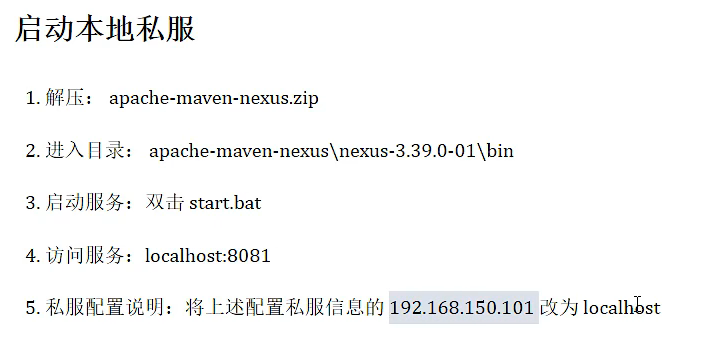 启动本地私服
1. 解压： apache-maven-nexus.zip
2. 进入目录： apache-maven-nexus\nexus-3.39.0-01\bin
3. 启动服务：双击 start.bat
4. 访问服务：localhost:8081
5. 私服配置说明：将上述配置私服信息的 192.168.150.101 改为 localhost